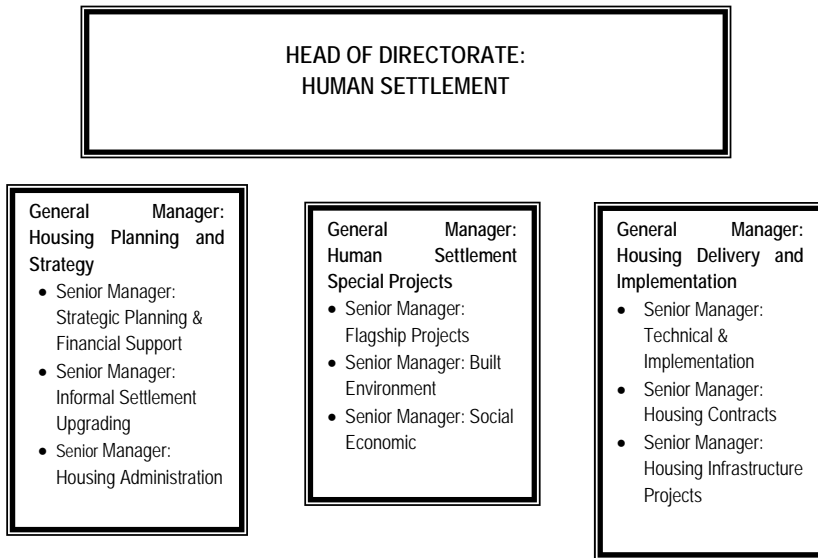 HEAD OF DIRECTORATE:
HUMAN SETTLEMENT
General Manager:
Housing Planning and
Strategy
• Senior Manager:
Strategic Planning &
Financial Support
• Senior Manager:
Informal Settlement
Upgrading
• Senior Manager:
Housing Administration
General Manager:
Human Settlement
Special Projects
• Senior Manager:
Flagship Projects
• Senior Manager: Built
Environment
• Senior Manager: Social
Economic
General Manager:
Housing Delivery and
Implementation
• Senior Manager:
Technical &
Implementation
• Senior Manager:
Housing Contracts
• Senior Manager:
Housing Infrastructure
Projects